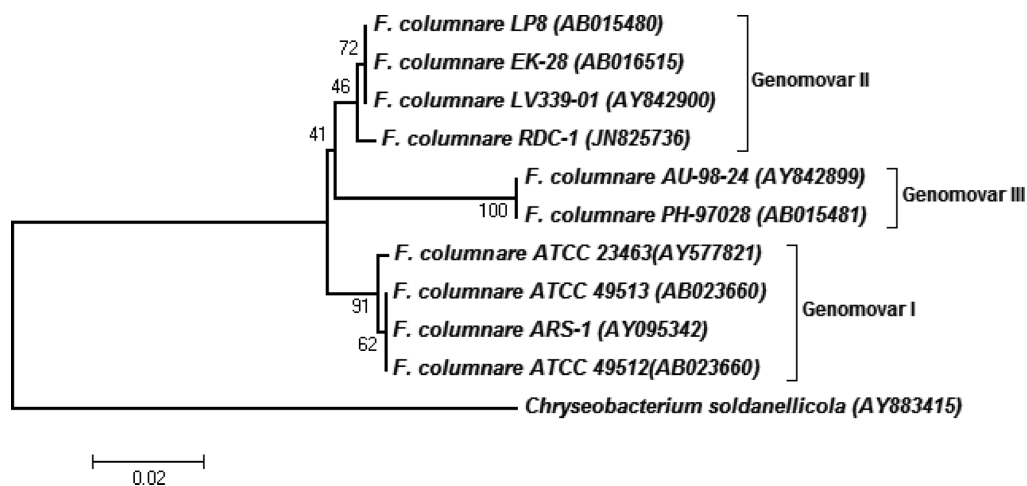 F. columnare LP8 (AB015480)
72
F. columnare EK-28 (AB016515)
Genomovar II
46
F. columnare LV339-01 (AY842900)
41
F. columnare RDC-1 (JN825736)
F. columnare AU-98-24 (AY842899)
Genomovar III
100
F. columnare PH-97028 (AB015481)
F. columnare ATCC 23463(AY577821)
91
F. columnare ATCC 49513 (AB023660)
Genomovar I
F. columnare ARS-1 (AY095342)
62
F. columnare ATCC 49512(AB023660)
Chryseobacterium soldanellicola (AY883415)
0.02